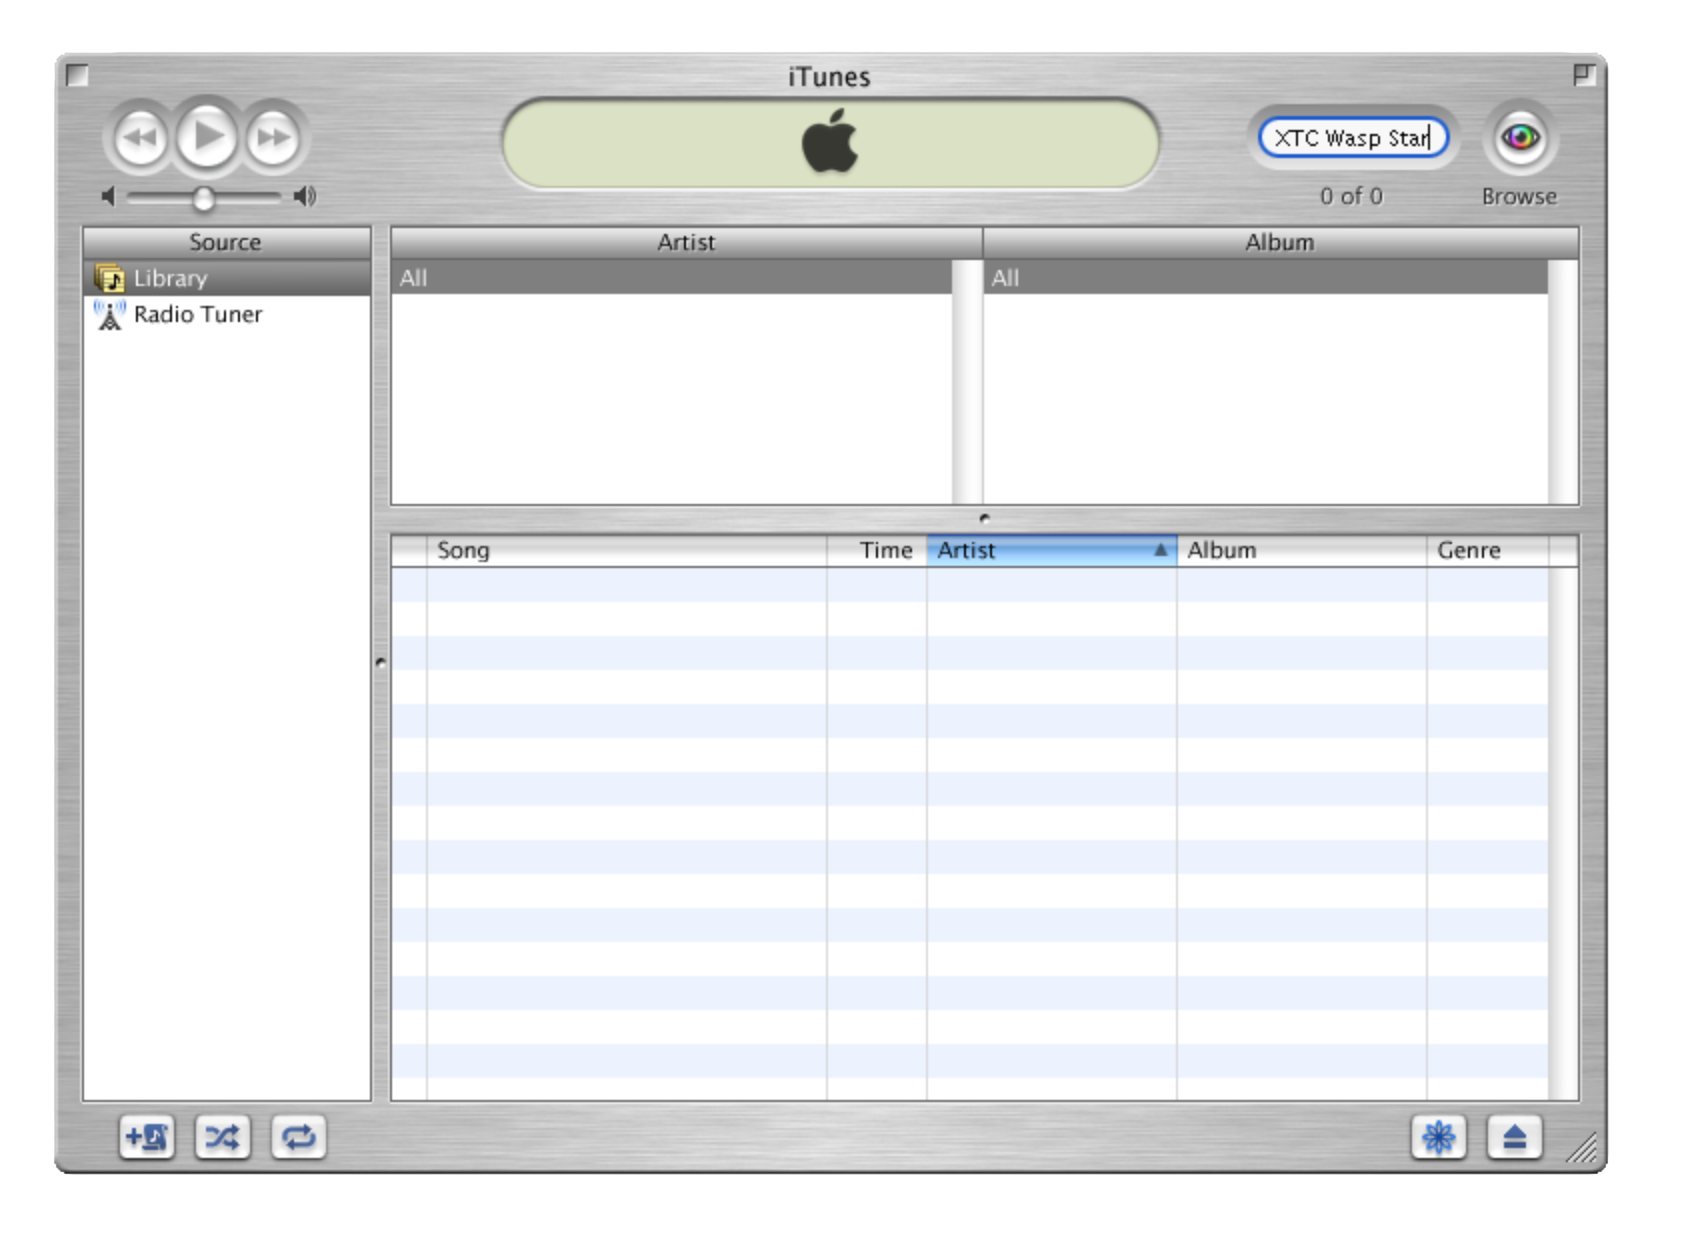 iTunes
XTC Wasp Star
0 of 0
Browse
Source
Library
Radio Tuner
Artist Album
All All
Song Time Artist Album Genre